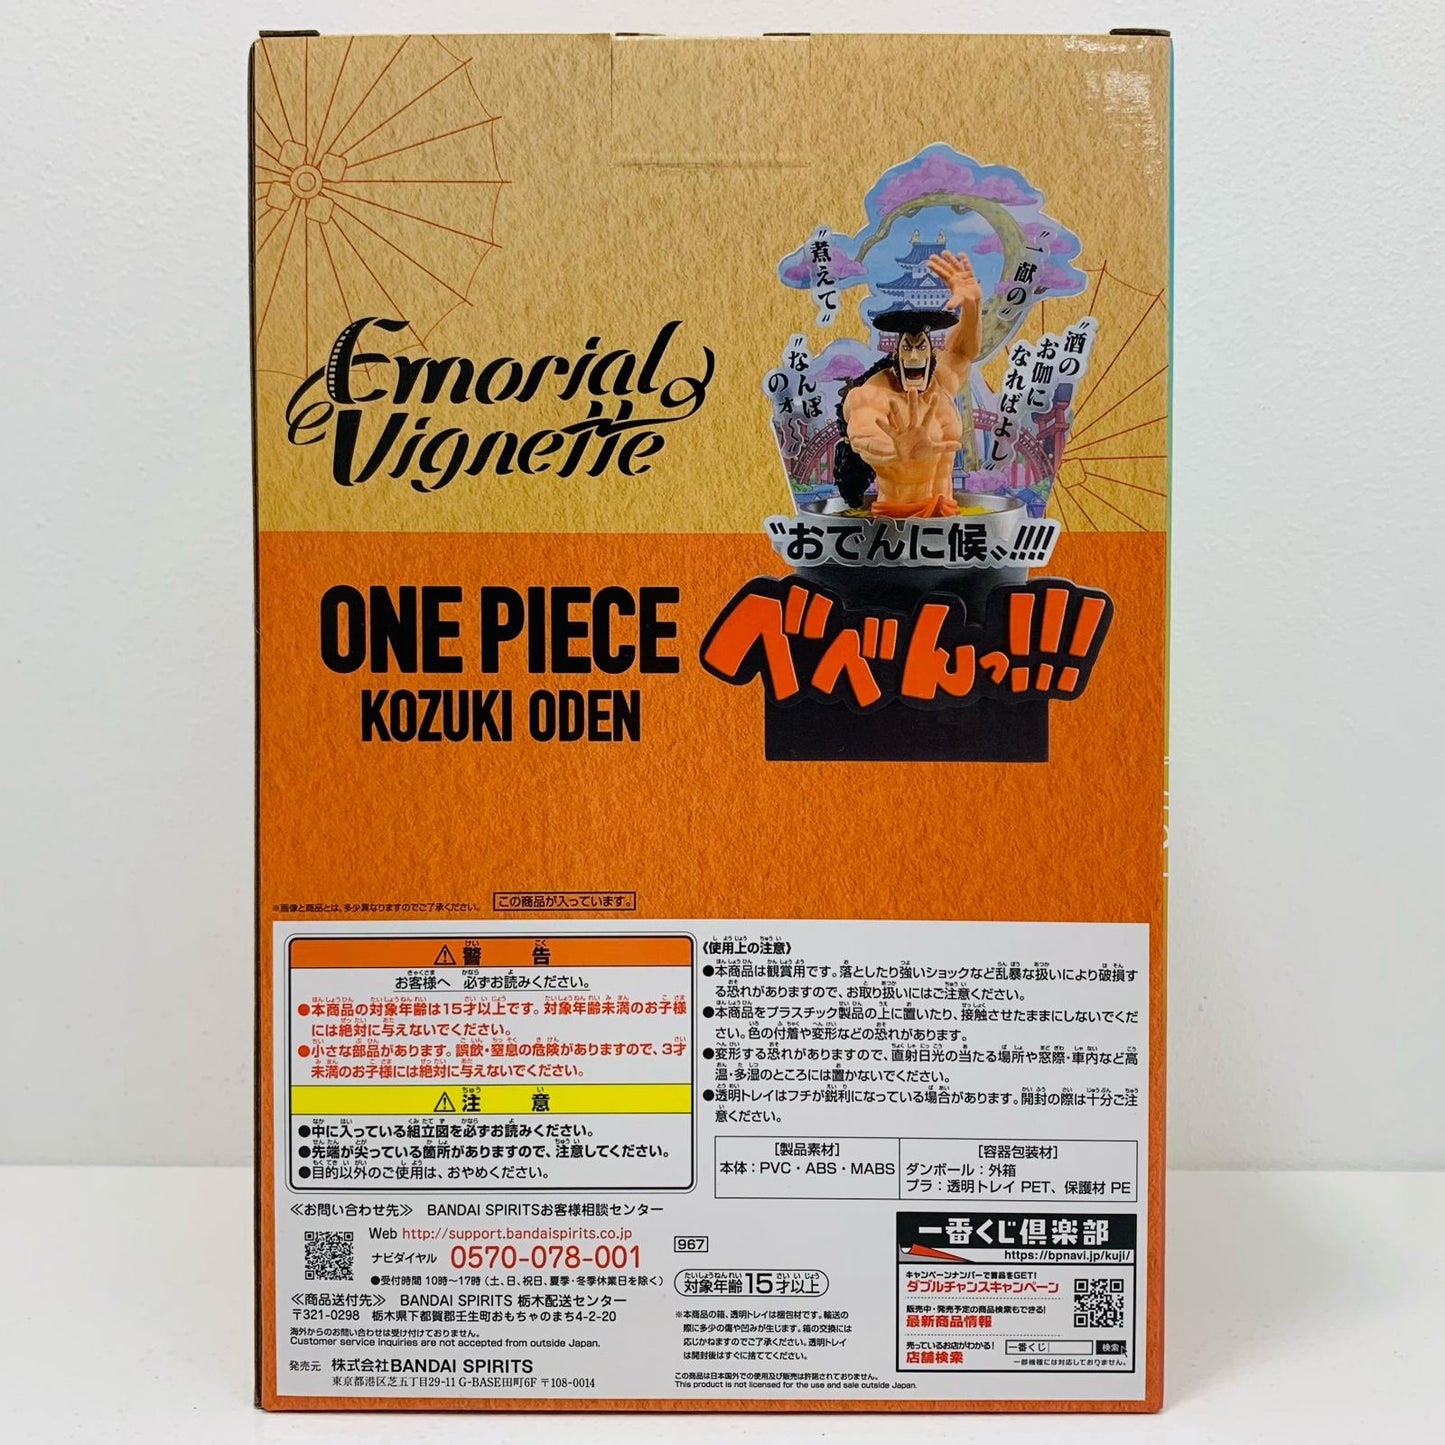 Emorial
Vignette
ONE PIECE
KOZUKI ODEN
〝煮えて〟
〝なんぼ
のオ〜〟
〝一献の〟
〝酒の
お伽に
なればよし
〝おでんに候〟!!!!
べべんっ!!!
※画像と商品とは、多少異なりますのでご了承ください。
この商品が入っています。
⚠警告
お客様へ 必ずお読みください。
●本商品の対象年齢は15才以上です。対象年齢未満のお子様
には絶対に与えないでください。
●小さな部品があります。誤飲・窒息の危険がありますので、3才
未満のお子様には絶対に与えないでください。
⚠注意
●中に入っている組立図を必ずお読みください。
●先端が尖っている箇所がありますので、注意してください。
●目的以外のご使用は、おやめください。
≪お問い合わせ先≫ BANDAI SPIRITSお客様相談センター
Web http://support.bandaispirits.co.jp
ナビダイヤル 0570-078-001
●受付時間 10時〜17時(土、日、祝日、夏季・冬季休業日を除く)
≪商品送付先≫ BANDAI SPIRITS 栃木配送センター
〒321-0298 栃木県下都賀郡壬生町おもちゃのまち4-2-20
海外からのお問い合わせは受け付けておりません。
Customer service inquiries are not accepted from outside Japan.
発売元 株式会社BANDAI SPIRITS
東京都港区芝五丁目29-11 G-BASE田町6F 〒108-0014
《使用上の注意》
●本商品は観賞用です。落としたり強いショックなど乱暴な扱いにより破損す
る恐れがありますので、お取り扱いにはご注意ください。
●本商品をプラスチック製品の上に置いたり、接触させたままにしないでくだ
さい。色の付着や変形などの恐れがあります。
●変形する恐れがありますので、直射日光の当たる場所や窓際・車内など高
温・多湿のところには置かないでください。
●透明トレイはフチが鋭利になっている場合があります。開封の際は十分ご注
意ください。
[製品素材]
本体:PVC・ABS・MABS
[容器包装材]
ダンボール:外箱
プラ:透明トレイ PET、保護材 PE
967
対象年齢15才以上
※本商品の箱、透明トレイは梱包材です。輸送の
際に多少の傷や凹みが生じます。箱の交換には
応じかねますのでご了承ください。透明トレイ
は開封後はすぐに捨ててください。
この商品は日本国外での使用及び販売は許諾されておりません。
This product is not licensed for the use and sale outside Japan.
一番くじ倶楽部
https://bpnavi.jp/kuji/
キャンペーンナンバーで賞品をGET!
ダブルチャンスキャンペーン
販売中・発売予定の商品検索もできる!
最新商品情報
売っているお店がわかる!
店舗検索
一番くじ 検索
一部機種には対応しておりません。